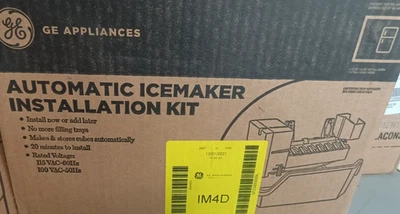 GE APPLIANCES
AUTOMATIC ICEMAKER
INSTALLATION KIT
• Install now or add later
• No more filling trays
• Makes & stores cubes automatically
• 20 minutes to install
• Rated Voltage:
115 VAC-60Hz
100 VAC-50Hz
IM4D